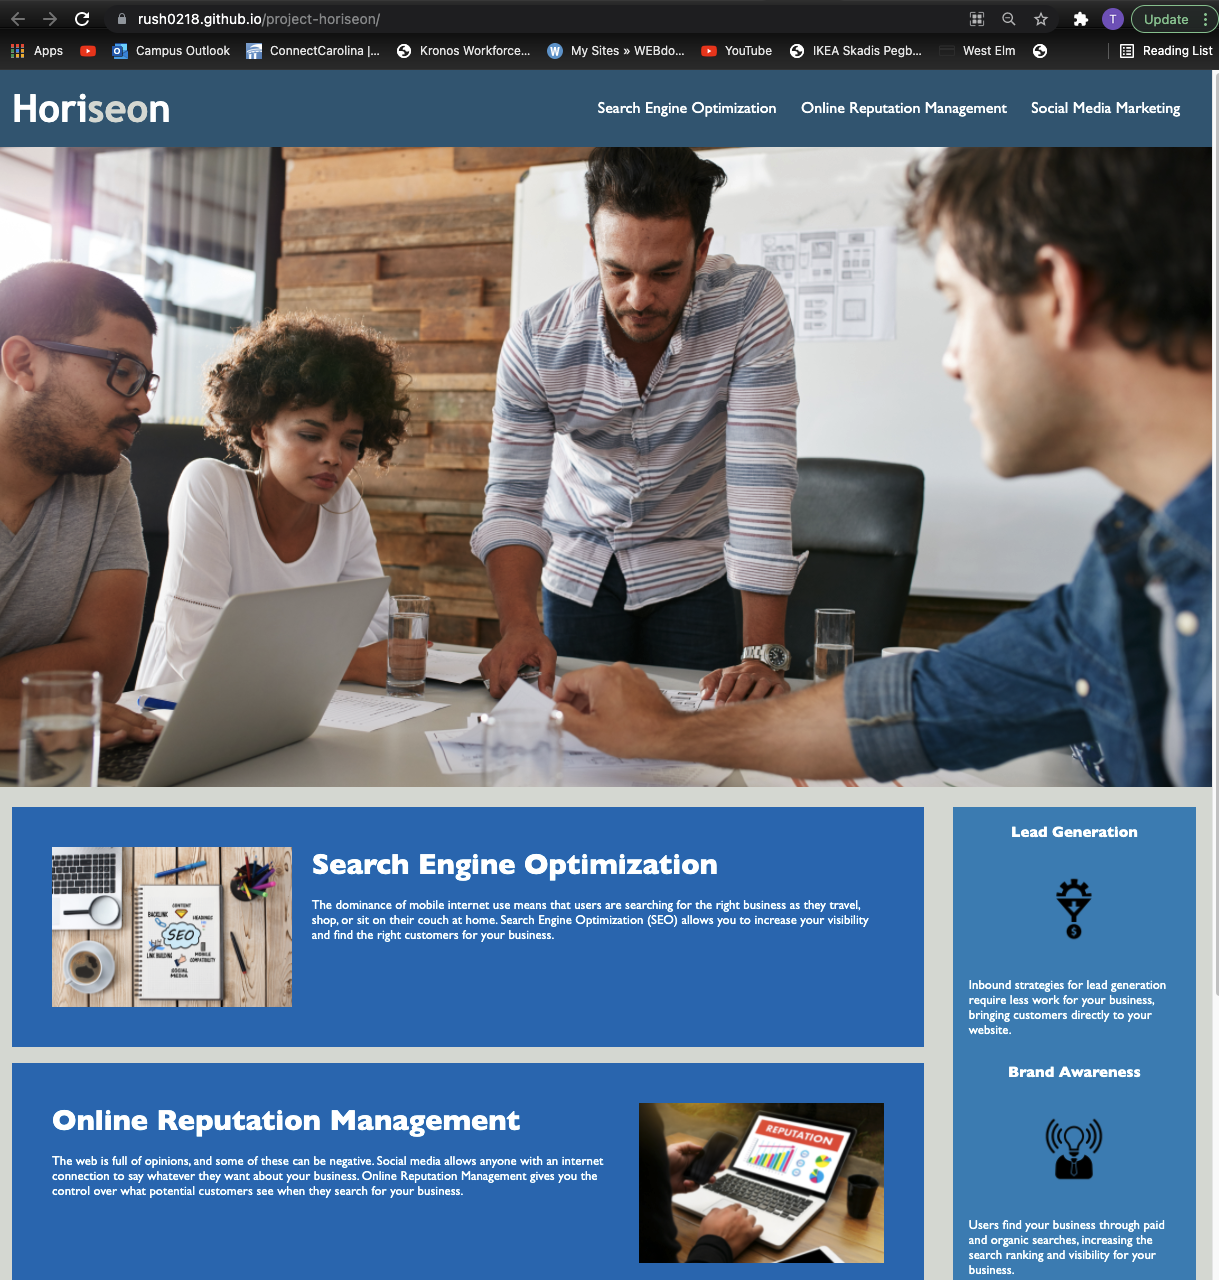 rush0218.github.io/project-horiseon/
Update
Apps
Campus Outlook
ConnectCarolina |...
Kronos Workforce...
My Sites » WEBdo...
YouTube
IKEA Skadis Pegb...
West Elm
Reading List
Horiseon
Search Engine Optimization
Online Reputation Management
Social Media Marketing
CONTENT
BACKLINK
HEADINGS
SEO
LINK BUILDING
MOBILE
COMPATIBILITY
SOCIAL
MEDIA
Search Engine Optimization
The dominance of mobile internet use means that users are searching for the right business as they travel,
shop, or sit on their couch at home. Search Engine Optimization (SEO) allows you to increase your visibility
and find the right customers for your business.
Online Reputation Management
The web is full of opinions, and some of these can be negative. Social media allows anyone with an internet
connection to say whatever they want about your business. Online Reputation Management gives you the
control over what potential customers see when they search for your business.
REPUTATION
Lead Generation
$
Inbound strategies for lead generation
require less work for your business,
bringing customers directly to your
website.
Brand Awareness
Users find your business through paid
and organic searches, increasing the
search ranking and visibility for your
business.